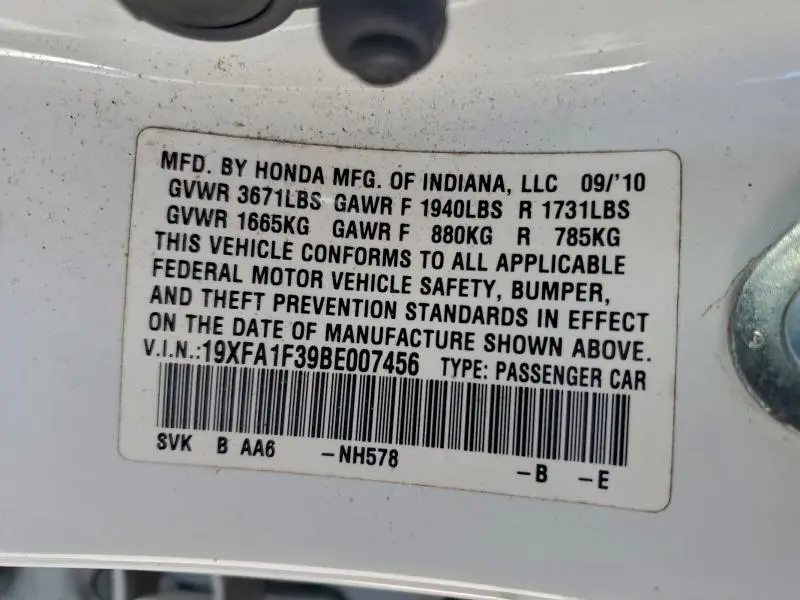 MFD. BY HONDA MFG. OF INDIANA, LLC 09/'10
GVWR 3671LBS GAWR F 1940LBS R 1731LBS
GVWR 1665KG GAWR F 880KG R 785KG
THIS VEHICLE CONFORMS TO ALL APPLICABLE
FEDERAL MOTOR VEHICLE SAFETY, BUMPER,
AND THEFT PREVENTION STANDARDS IN EFFECT
ON THE DATE OF MANUFACTURE SHOWN ABOVE.
V.I.N.:19XFA1F39BE007456 TYPE: PASSENGER CAR
SVK B AA6 -NH578 -B -E